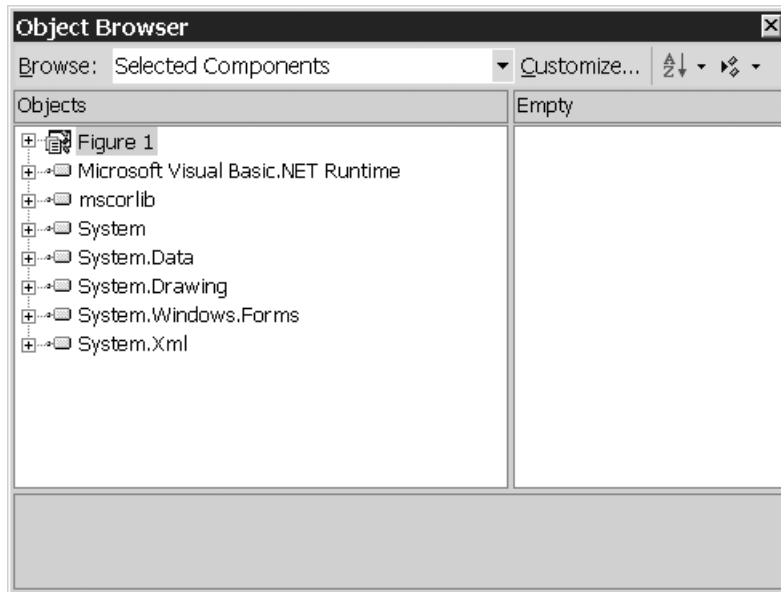 Object Browser
Browse: Selected Components Customize...
Objects Empty
Figure 1
Microsoft Visual Basic.NET Runtime
mscorlib
System
System.Data
System.Drawing
System.Windows.Forms
System.Xml